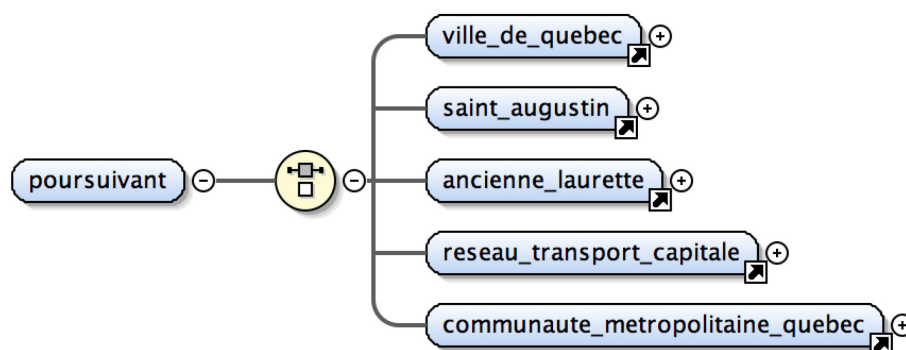 ville_de_quebec
saint_augustin
poursuivant
ancienne_laurette
reseau_transport_capitale
communaute_metropolitaine_quebec